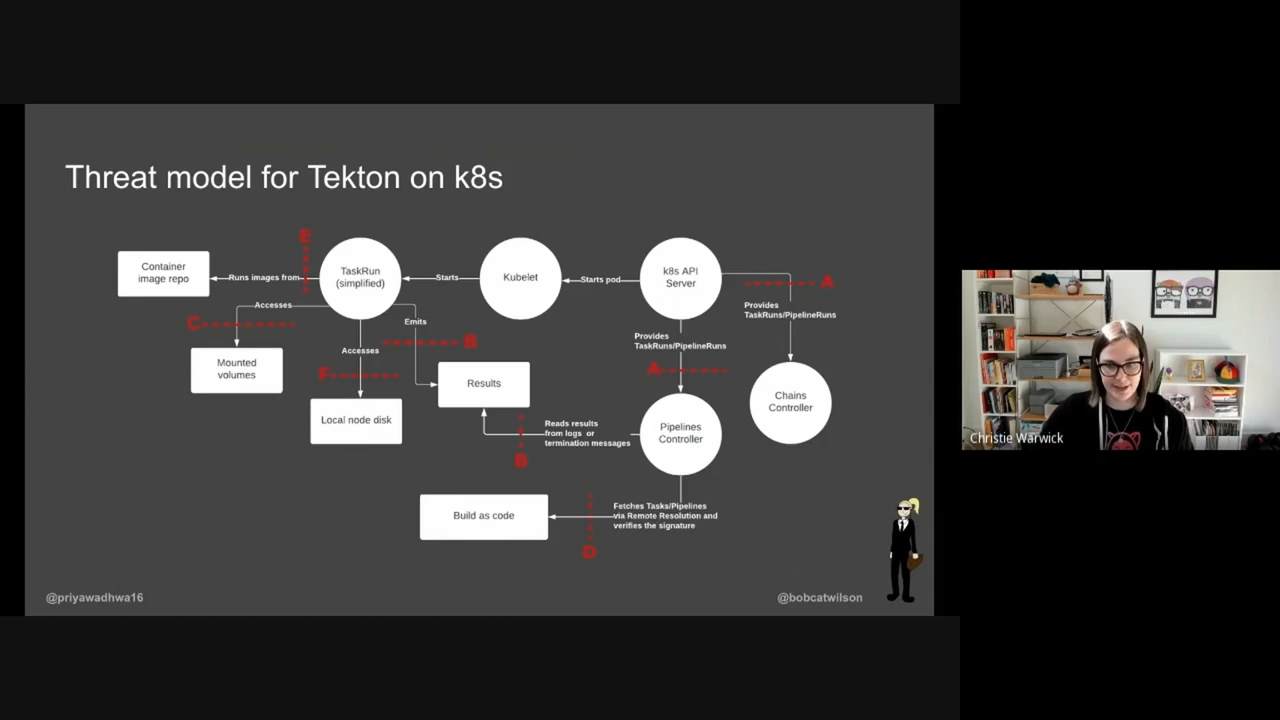 Threat model for Tekton on k8s
E
Container
image repo
Runs images from
TaskRun
(simplified)
Starts
Kubelet
Starts pod
k8s API
Server
A
Provides
TaskRuns/PipelineRuns
Accesses
C
Emits
Mounted
volumes
Accesses
B
Provides
TaskRuns/PipelineRuns
F
A
Results
Local node disk
Chains
Controller
Reads results
from logs or
termination messages
B
Pipelines
Controller
Build as code
Fetches Tasks/Pipelines
via Remote Resolution and
verifies the signature
D
@priyawadhwa16
@bobcatwilson
Christie Warwick